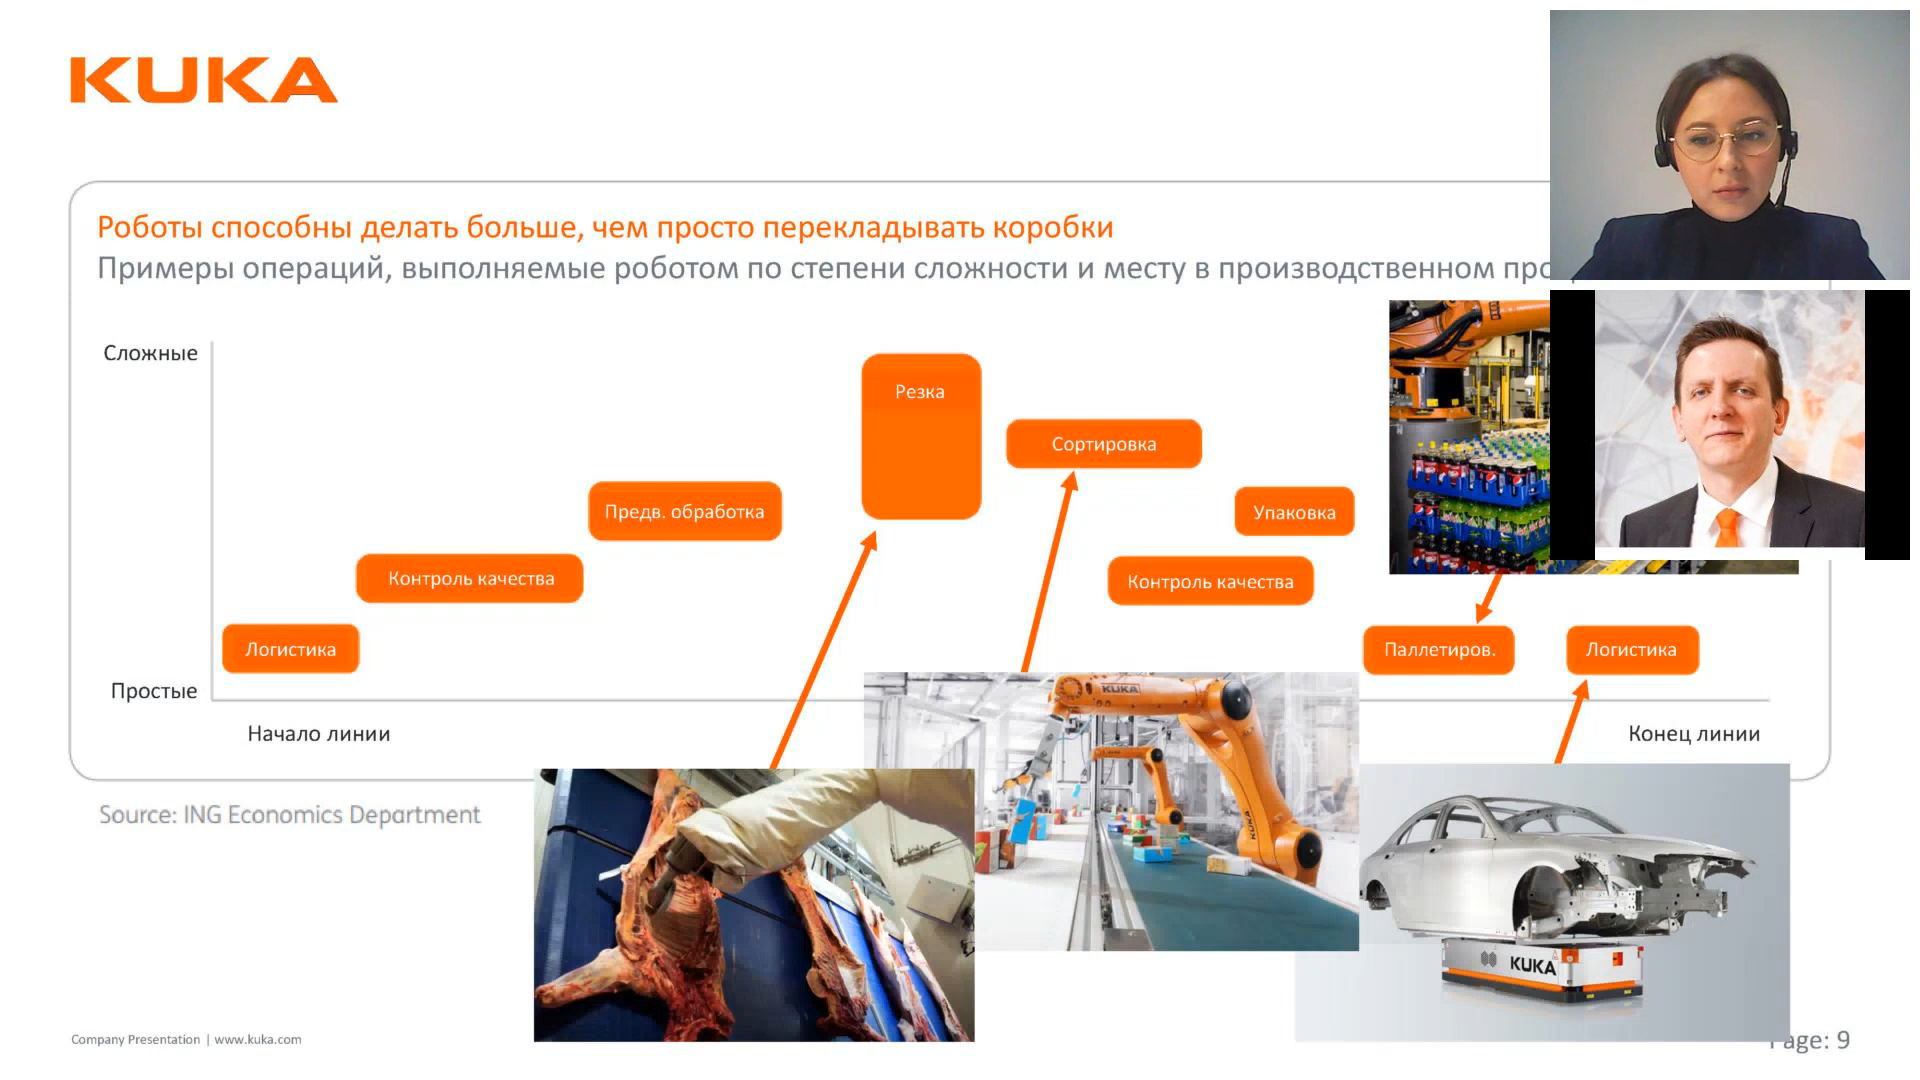 KUKA
Роботы способны делать больше, чем просто перекладывать коробки
Примеры операций, выполняемые роботом по степени сложности и месту в производственном
Сложные
Резка
Сортировка
Предв. обработка
Упаковка
Контроль качества
Контроль качества
Логистика
Паллетиров.
Логистика
Простые
Начало линии
Конец линии
KUKA
KUKA
KUKA
Source: ING Economics Department
Company Presentation | www.kuka.com
Page: 9